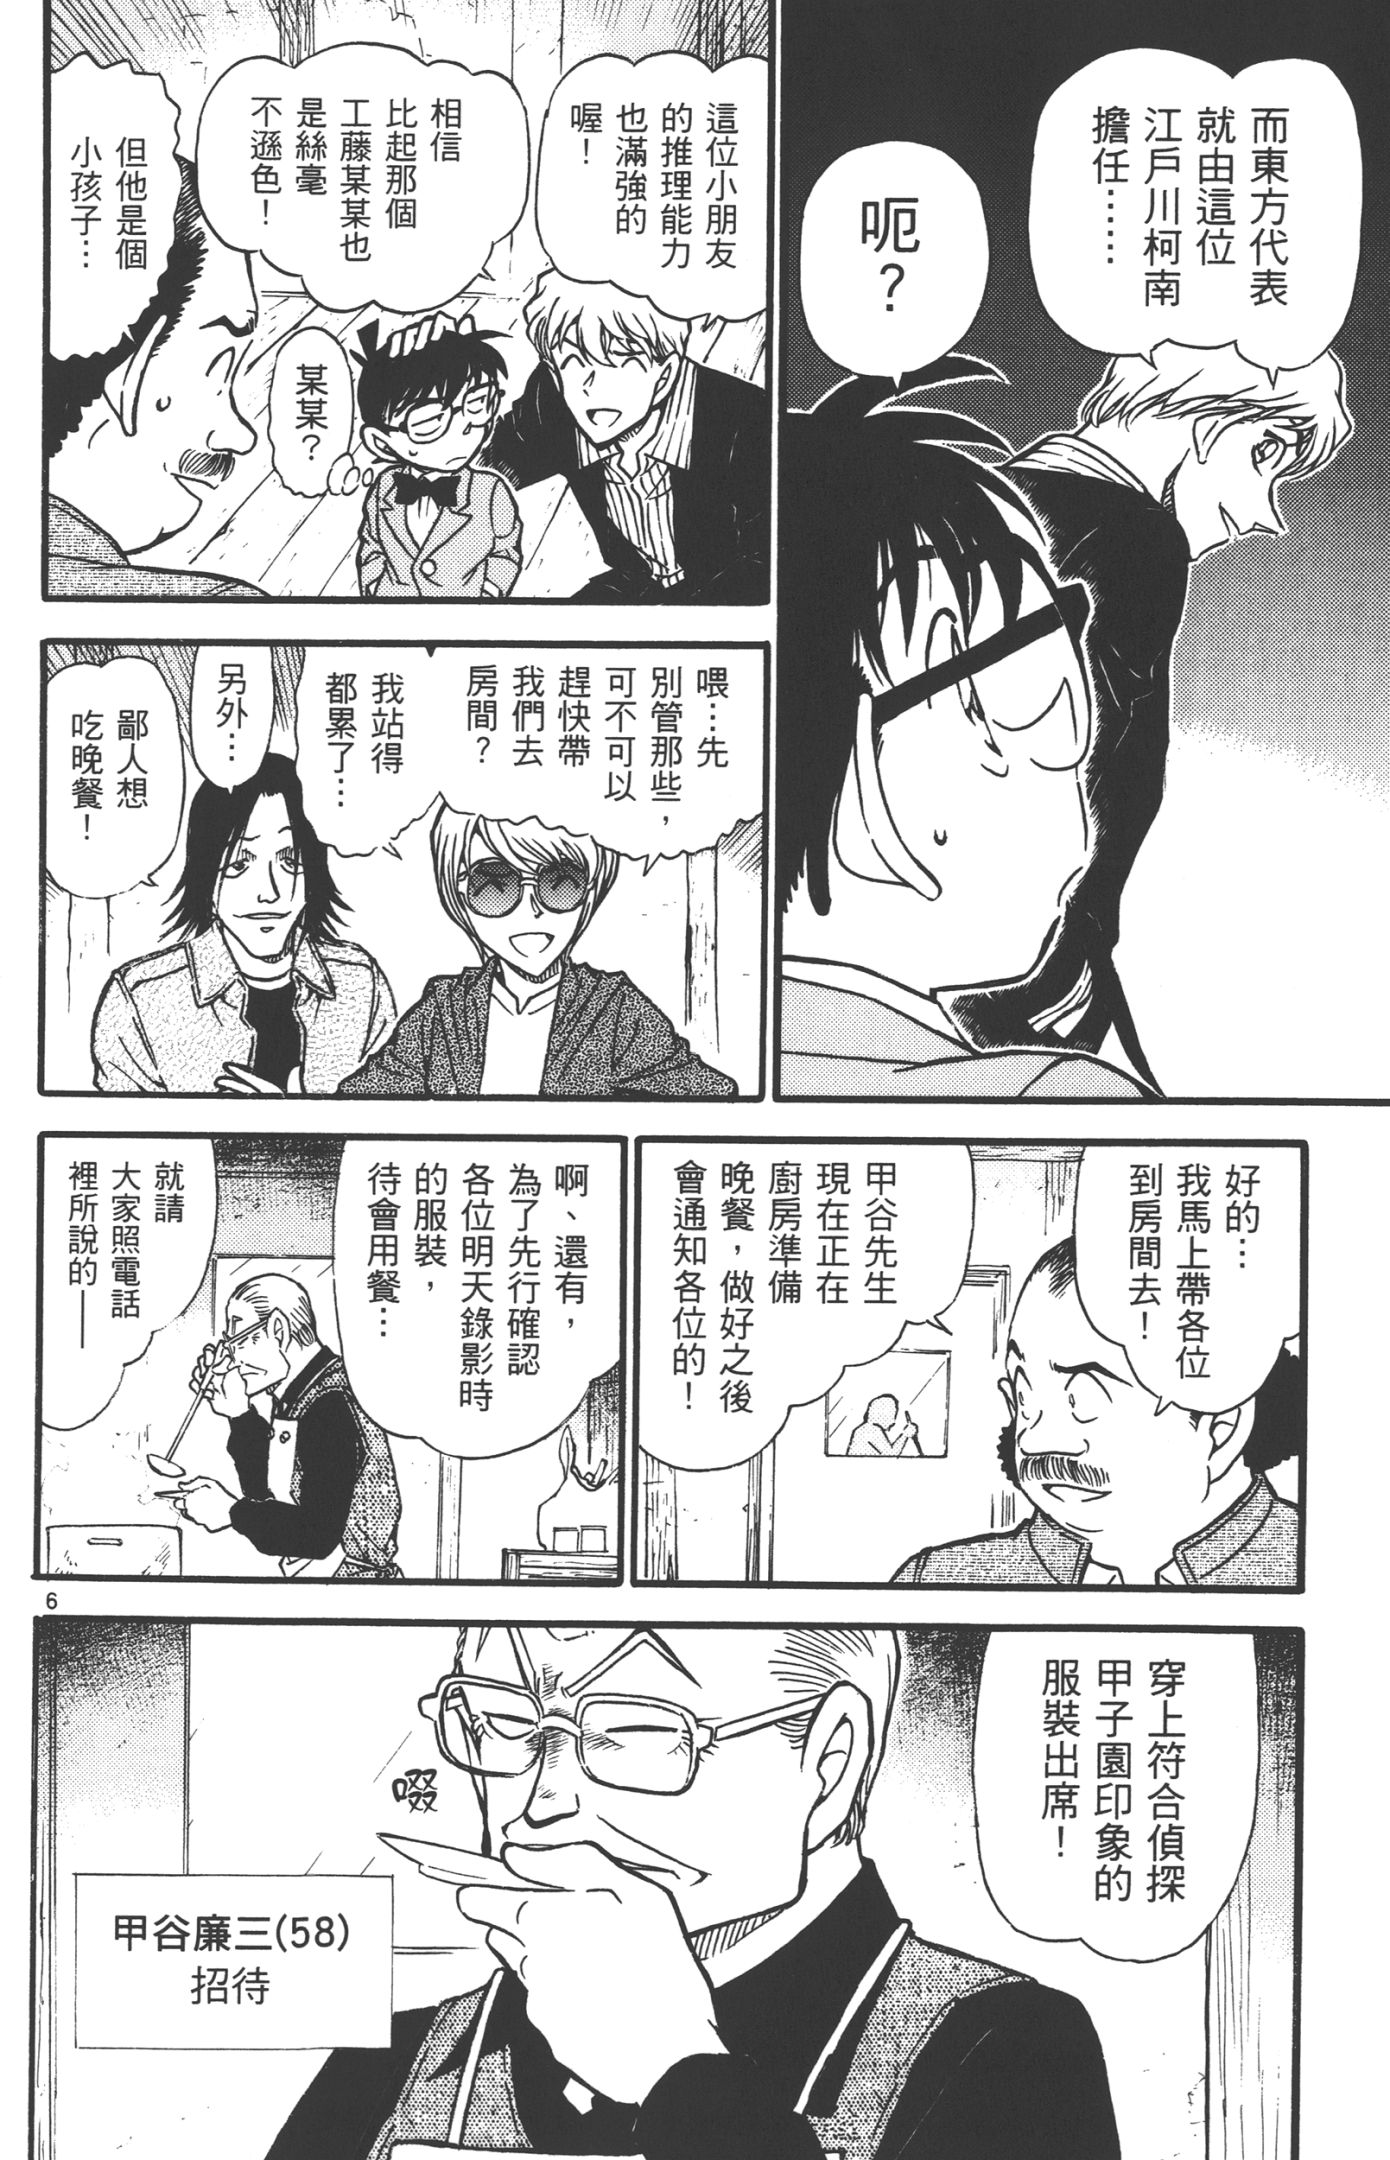 而東方代表
就由這位
江戶川柯南
擔任……
呃？
這位小朋友
的推理能力
也滿強的
喔！
相信
比起那個
工藤某某也
是絲毫
不遜色！
某某？
但他是個
小孩子…
喂…先
別管那些，
可不可以
趕快帶
我們去
房間？
我站得
都累了…
另外…
鄙人想
吃晚餐！
好的…
我馬上帶各位
到房間去！
甲谷先生
現在正在
廚房準備
晚餐，做好之後
會通知各位的！
啊、還有，
為了先行確認
各位明天錄影時
的服裝，
待會用餐…
就請
大家照電話
裡所說的——
6
穿上符合偵探
甲子園印象的
服裝出席！
啜
甲谷廉三(58)
招待